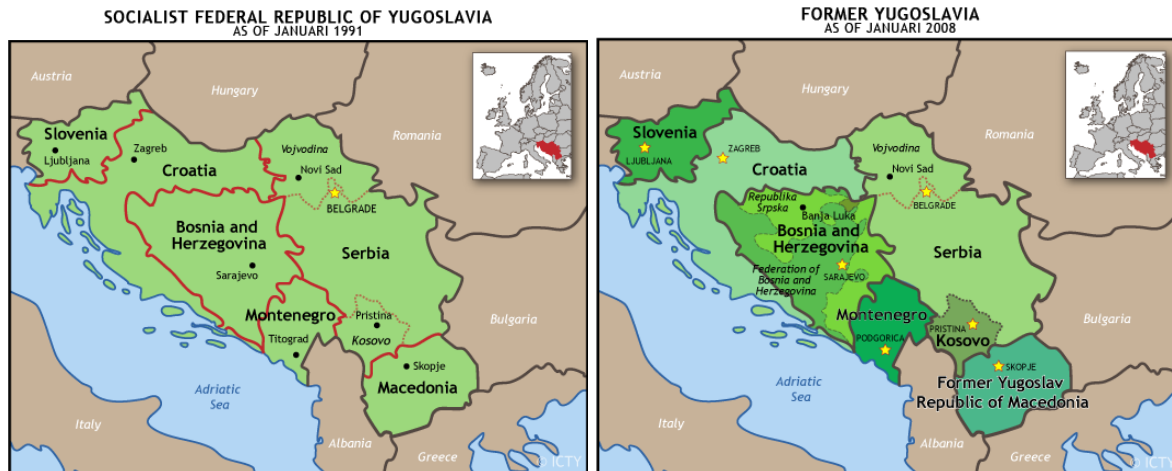 SOCIALIST FEDERAL REPUBLIC OF YUGOSLAVIA
AS OF JANUARI 1991
Austria
Hungary
Slovenia
Ljubljana
Zagreb
Croatia
Vojvodina
Novi Sad
Romania
BELGRADE
Bosnia and
Herzegovina
Sarajevo
Serbia
Montenegro
Titograd
Pristina
Kosovo
Bulgaria
Skopje
Macedonia
Adriatic
Sea
Italy
Albania
Greece
© ICTY
FORMER YUGOSLAVIA
AS OF JANUARI 2008
Austria
Hungary
Slovenia
LJUBLJANA
ZAGREB
Croatia
Vojvodina
Novi Sad
Romania
BELGRADE
Republika
Srpska
Banja Luka
Bosnia and
Herzegovina
Federation of
Bosnia and
Herzegovina
SARAJEVO
Serbia
Montenegro
PODGORICA
PRISTINA
Kosovo
Bulgaria
SKOPJE
Former Yugoslav
Republic of Macedonia
Adriatic
Sea
Italy
Albania
Greece
© ICTY